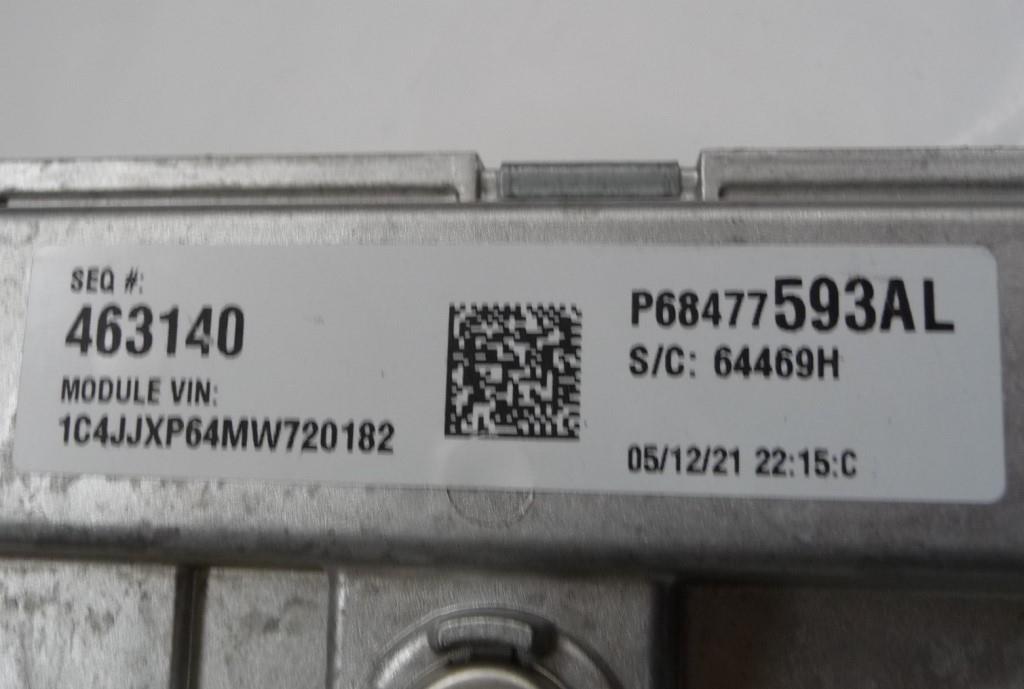 SEQ #:
463140
MODULE VIN:
1C4JJXP64MW720182
P68477593AL
S/C: 64469H
05/12/21 22:15:C